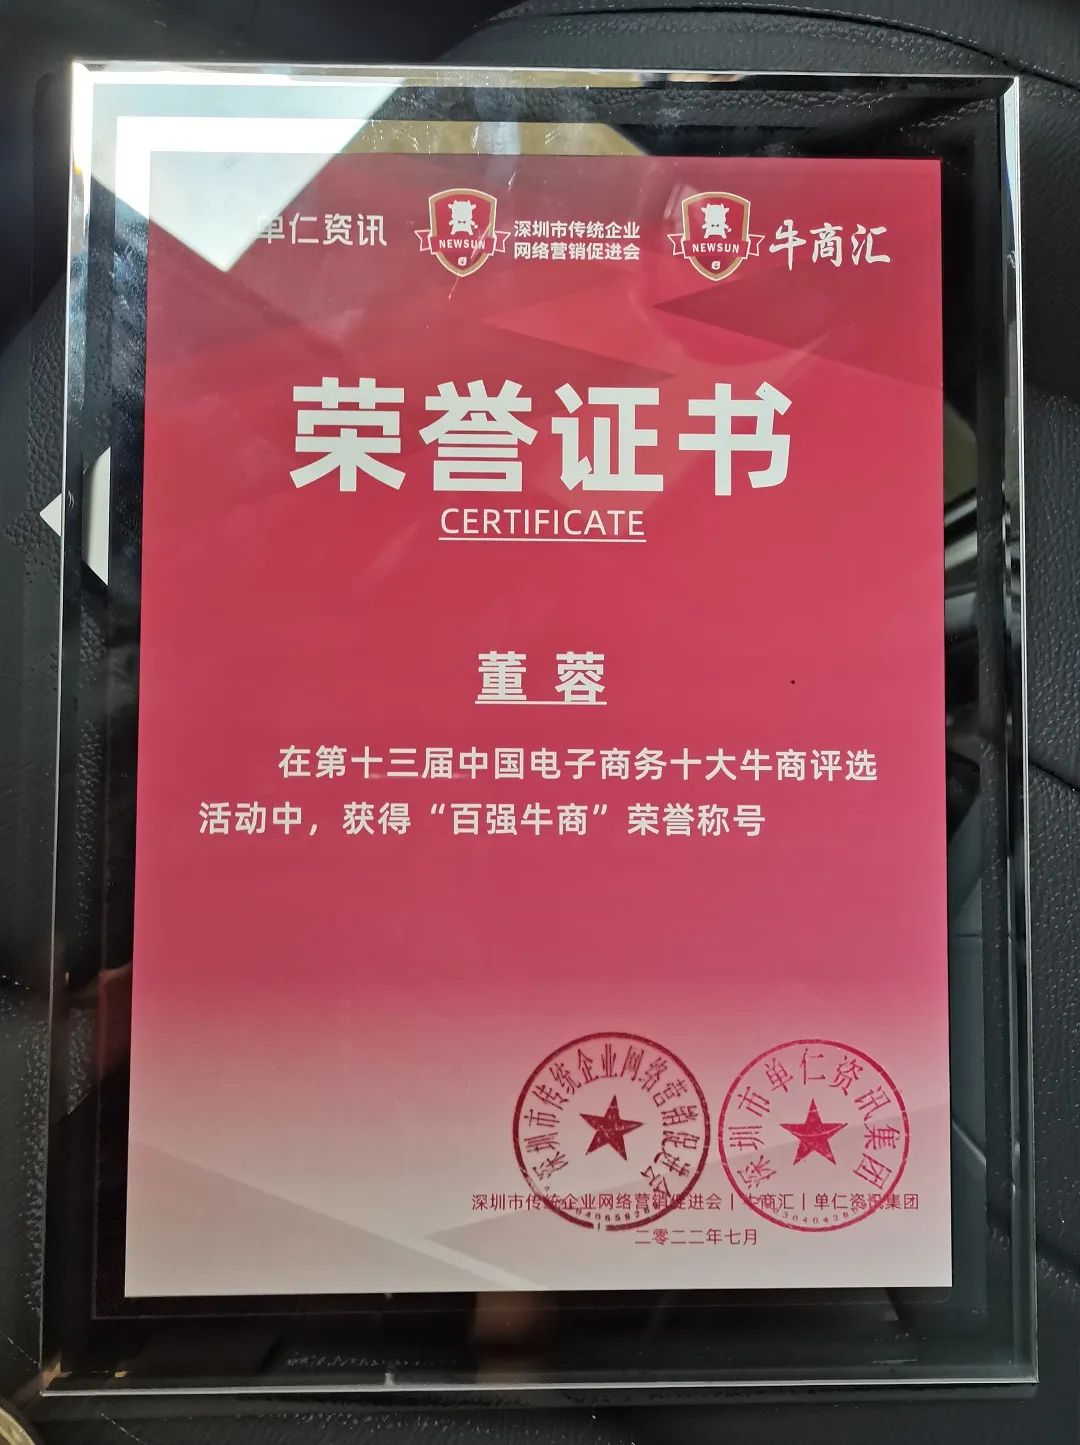 单仁资讯
NEWSUN
深圳市传统企业
网络营销促进会
NEWSUN
牛商汇
荣誉证书
CERTIFICATE
董 蓉
在第十三届中国电子商务十大牛商评选
活动中，获得“百强牛商”荣誉称号
深圳市传统企业网络营销促进会
深圳市单仁资讯集团
深圳市传统企业网络营销促进会｜牛商汇｜单仁资讯集团
二零二二年七月